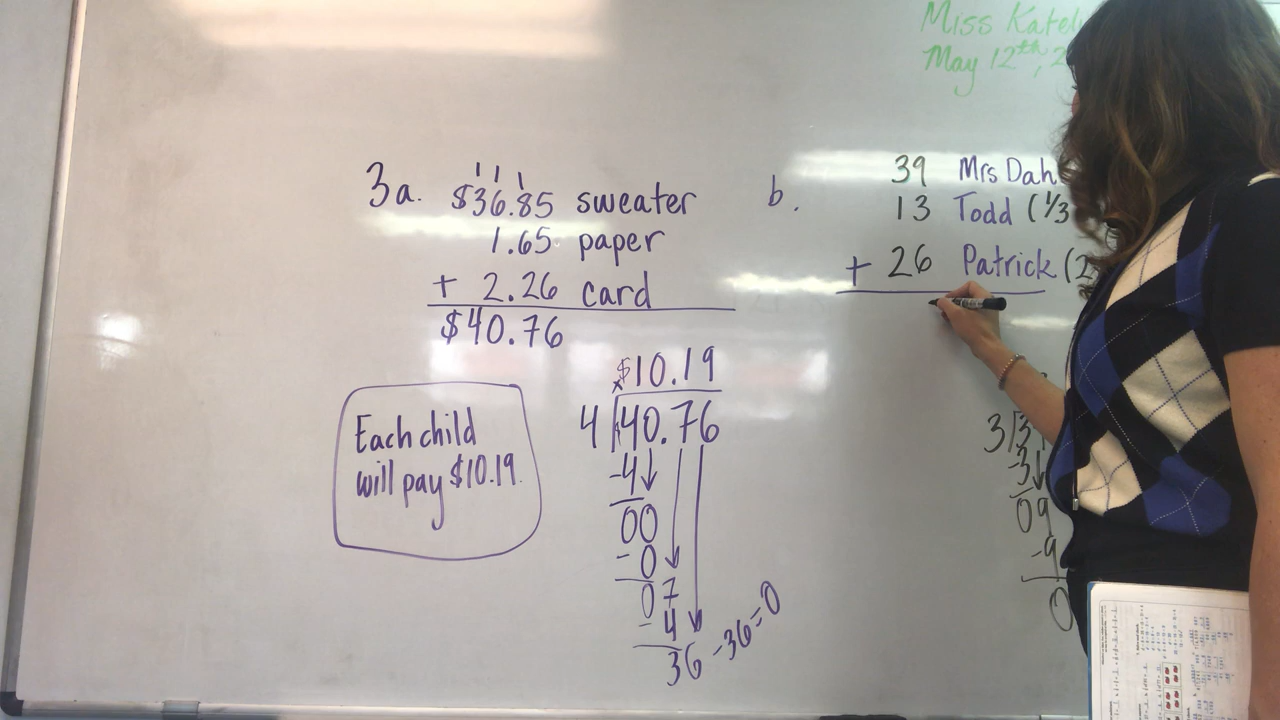 Miss
May 12th, 2
3a. $36.85 sweater
1.65 paper
+ 2.26 card
$40.76
$10.19
4 40.76
-4
00
-0
07
-4
36 -36=0
Each child
will pay $10.19.
b. 39 Mrs Dah
13 Todd (1/3
+ 26 Patrick (2
3
-3
09
-9
0